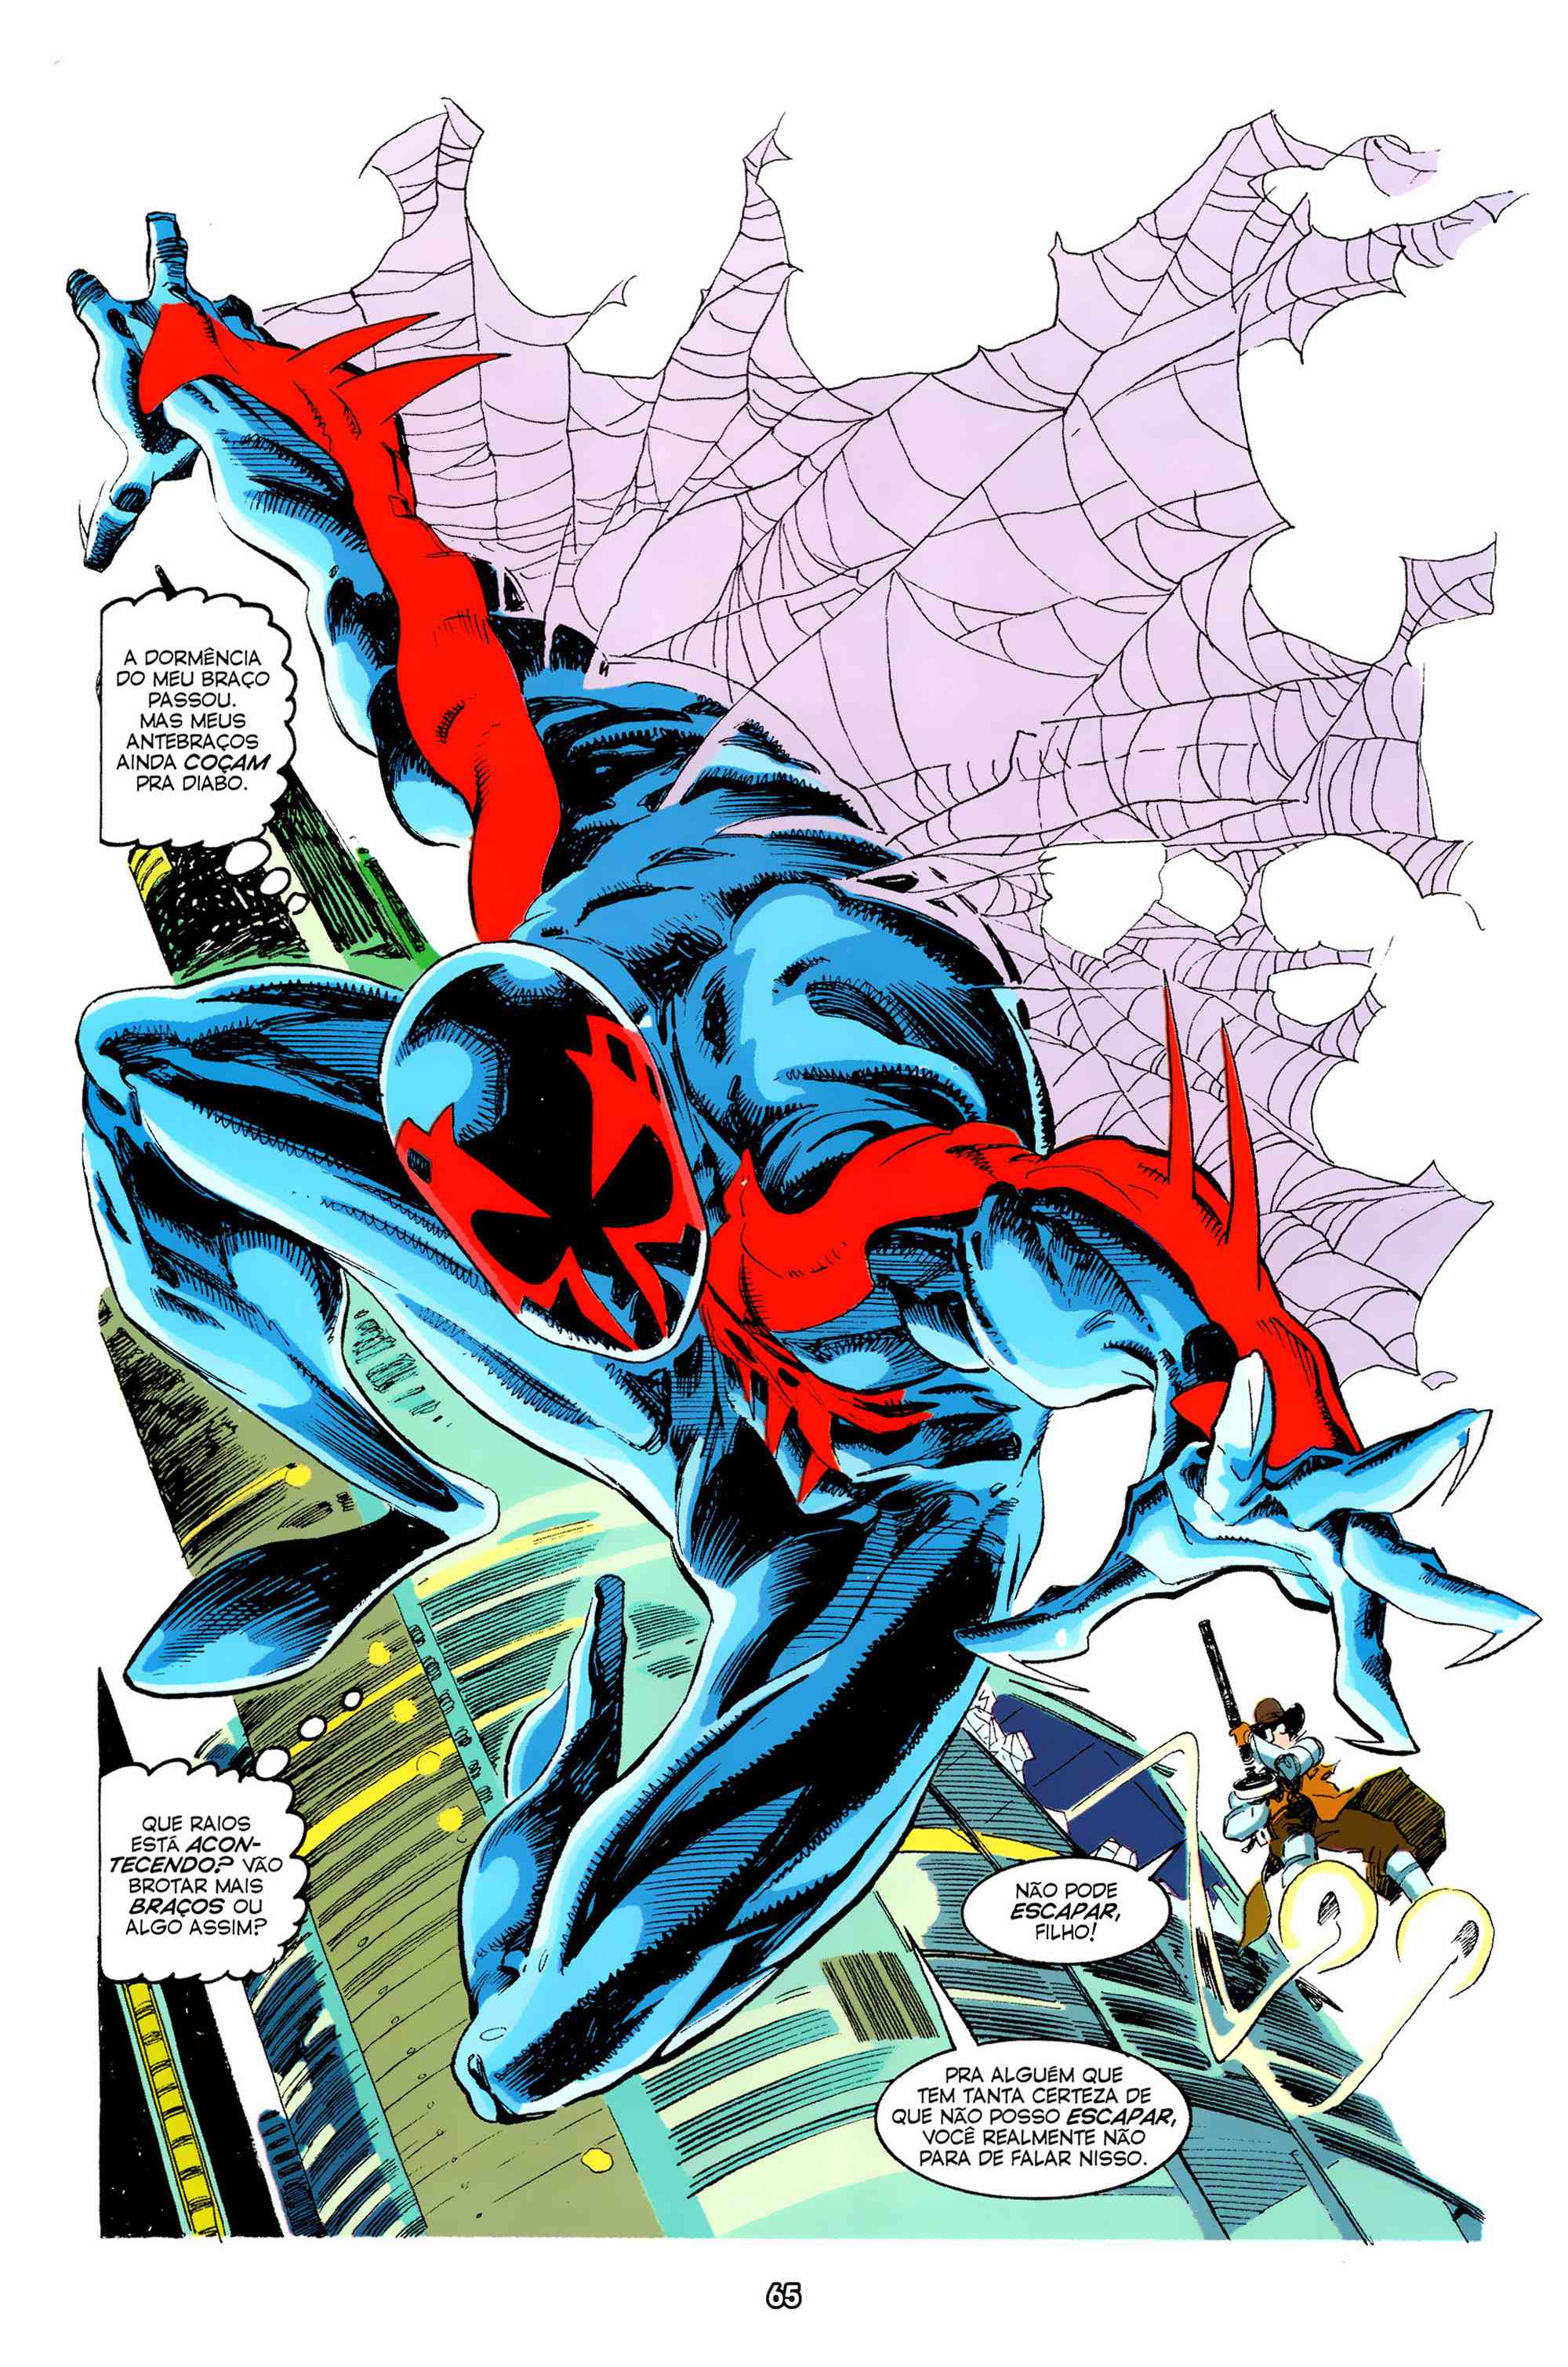 A DORMÊNCIA
DO MEU BRAÇO
PASSOU.
MAS MEUS
ANTEBRAÇOS
AINDA COÇAM
PRA DIABO.
QUE RAIOS
ESTÁ ACON-
TECENDO? VÃO
BROTAR MAIS
BRAÇOS OU
ALGO ASSIM?
NÃO PODE
ESCAPAR,
FILHO!
PRA ALGUÉM QUE
TEM TANTA CERTEZA DE
QUE NÃO POSSO ESCAPAR,
VOCÊ REALMENTE NÃO
PARA DE FALAR NISSO.
65